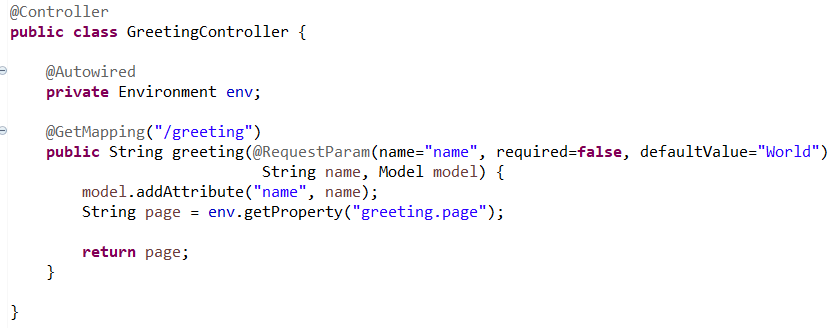 @Controller
public class GreetingController {
@Autowired
private Environment env;
@GetMapping("/greeting")
public String greeting(@RequestParam(name="name", required=false, defaultValue="World")
String name, Model model) {
model.addAttribute("name", name);
String page = env.getProperty("greeting.page");
return page;
}
}